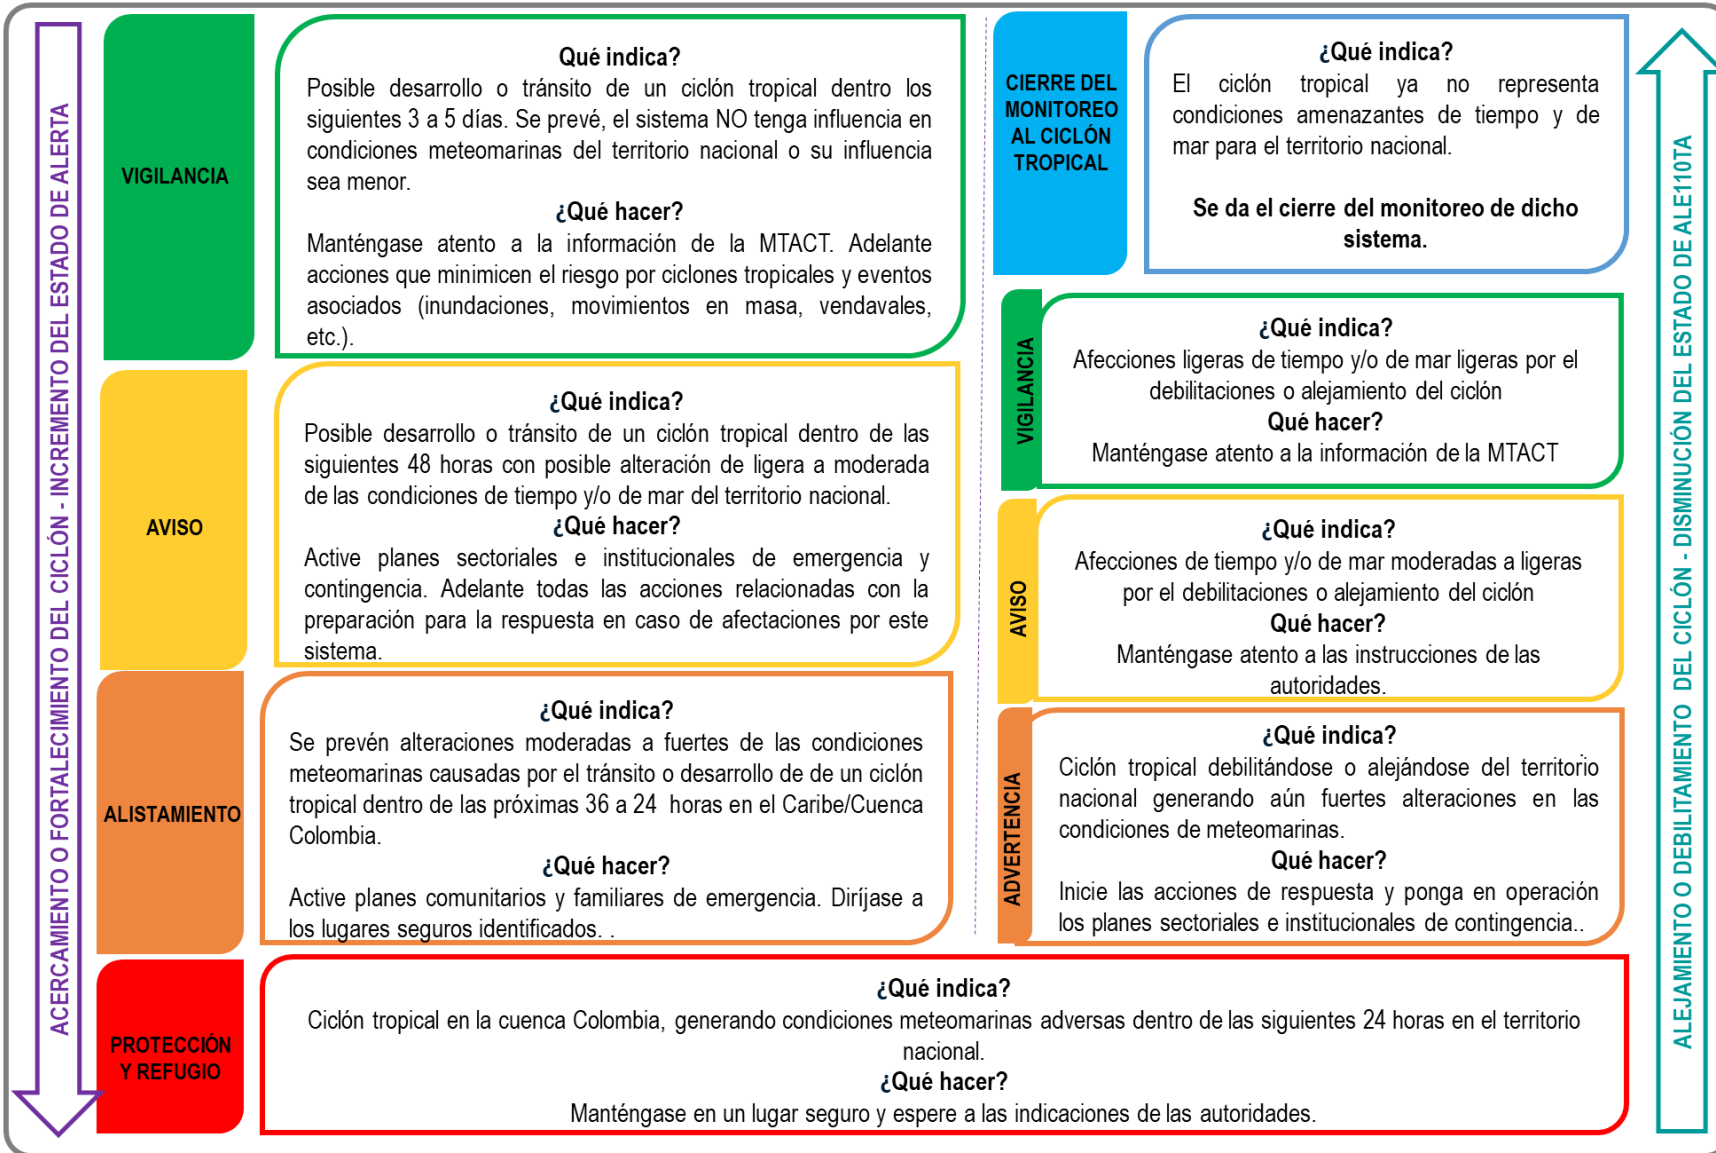 ACERCAMIENTO O FORTALECIMIENTO DEL CICLÓN - INCREMENTO DEL ESTADO DE ALERTA
VIGILANCIA
Qué indica?
Posible desarrollo o tránsito de un ciclón tropical dentro los
siguientes 3 a 5 días. Se prevé, el sistema NO tenga influencia en
condiciones meteomarinas del territorio nacional o su influencia
sea menor.
¿Qué hacer?
Manténgase atento a la información de la MTACT. Adelante
acciones que minimicen el riesgo por ciclones tropicales y eventos
asociados (inundaciones, movimientos en masa, vendavales,
etc.).
AVISO
¿Qué indica?
Posible desarrollo o tránsito de un ciclón tropical dentro de las
siguientes 48 horas con posible alteración de ligera a moderada
de las condiciones de tiempo y/o de mar del territorio nacional.
¿Qué hacer?
Active planes sectoriales e institucionales de emergencia y
contingencia. Adelante todas las acciones relacionadas con la
preparación para la respuesta en caso de afectaciones por este
sistema.
ALISTAMIENTO
¿Qué indica?
Se prevén alteraciones moderadas a fuertes de las condiciones
meteomarinas causadas por el tránsito o desarrollo de de un ciclón
tropical dentro de las próximas 36 a 24 horas en el Caribe/Cuenca
Colombia.
¿Qué hacer?
Active planes comunitarios y familiares de emergencia. Diríjase a
los lugares seguros identificados. .
CIERRE DEL
MONITOREO
AL CICLÓN
TROPICAL
¿Qué indica?
El ciclón tropical ya no representa
condiciones amenazantes de tiempo y de
mar para el territorio nacional.
Se da el cierre del monitoreo de dicho
sistema.
VIGILANCIA
¿Qué indica?
Afecciones ligeras de tiempo y/o de mar ligeras por el
debilitaciones o alejamiento del ciclón
Qué hacer?
Manténgase atento a la información de la MTACT
AVISO
¿Qué indica?
Afecciones de tiempo y/o de mar moderadas a ligeras
por el debilitaciones o alejamiento del ciclón
Qué hacer?
Manténgase atento a las instrucciones de las
autoridades.
ADVERTENCIA
¿Qué indica?
Ciclón tropical debilitándose o alejándose del territorio
nacional generando aún fuertes alteraciones en las
condiciones de meteomarinas.
Qué hacer?
Inicie las acciones de respuesta y ponga en operación
los planes sectoriales e institucionales de contingencia..
PROTECCIÓN
Y REFUGIO
¿Qué indica?
Ciclón tropical en la cuenca Colombia, generando condiciones meteomarinas adversas dentro de las siguientes 24 horas en el territorio
nacional.
¿Qué hacer?
Manténgase en un lugar seguro y espere a las indicaciones de las autoridades.
ALEJAMIENTO O DEBILITAMIENTO DEL CICLÓN - DISMINUCIÓN DEL ESTADO DE ALE110TA